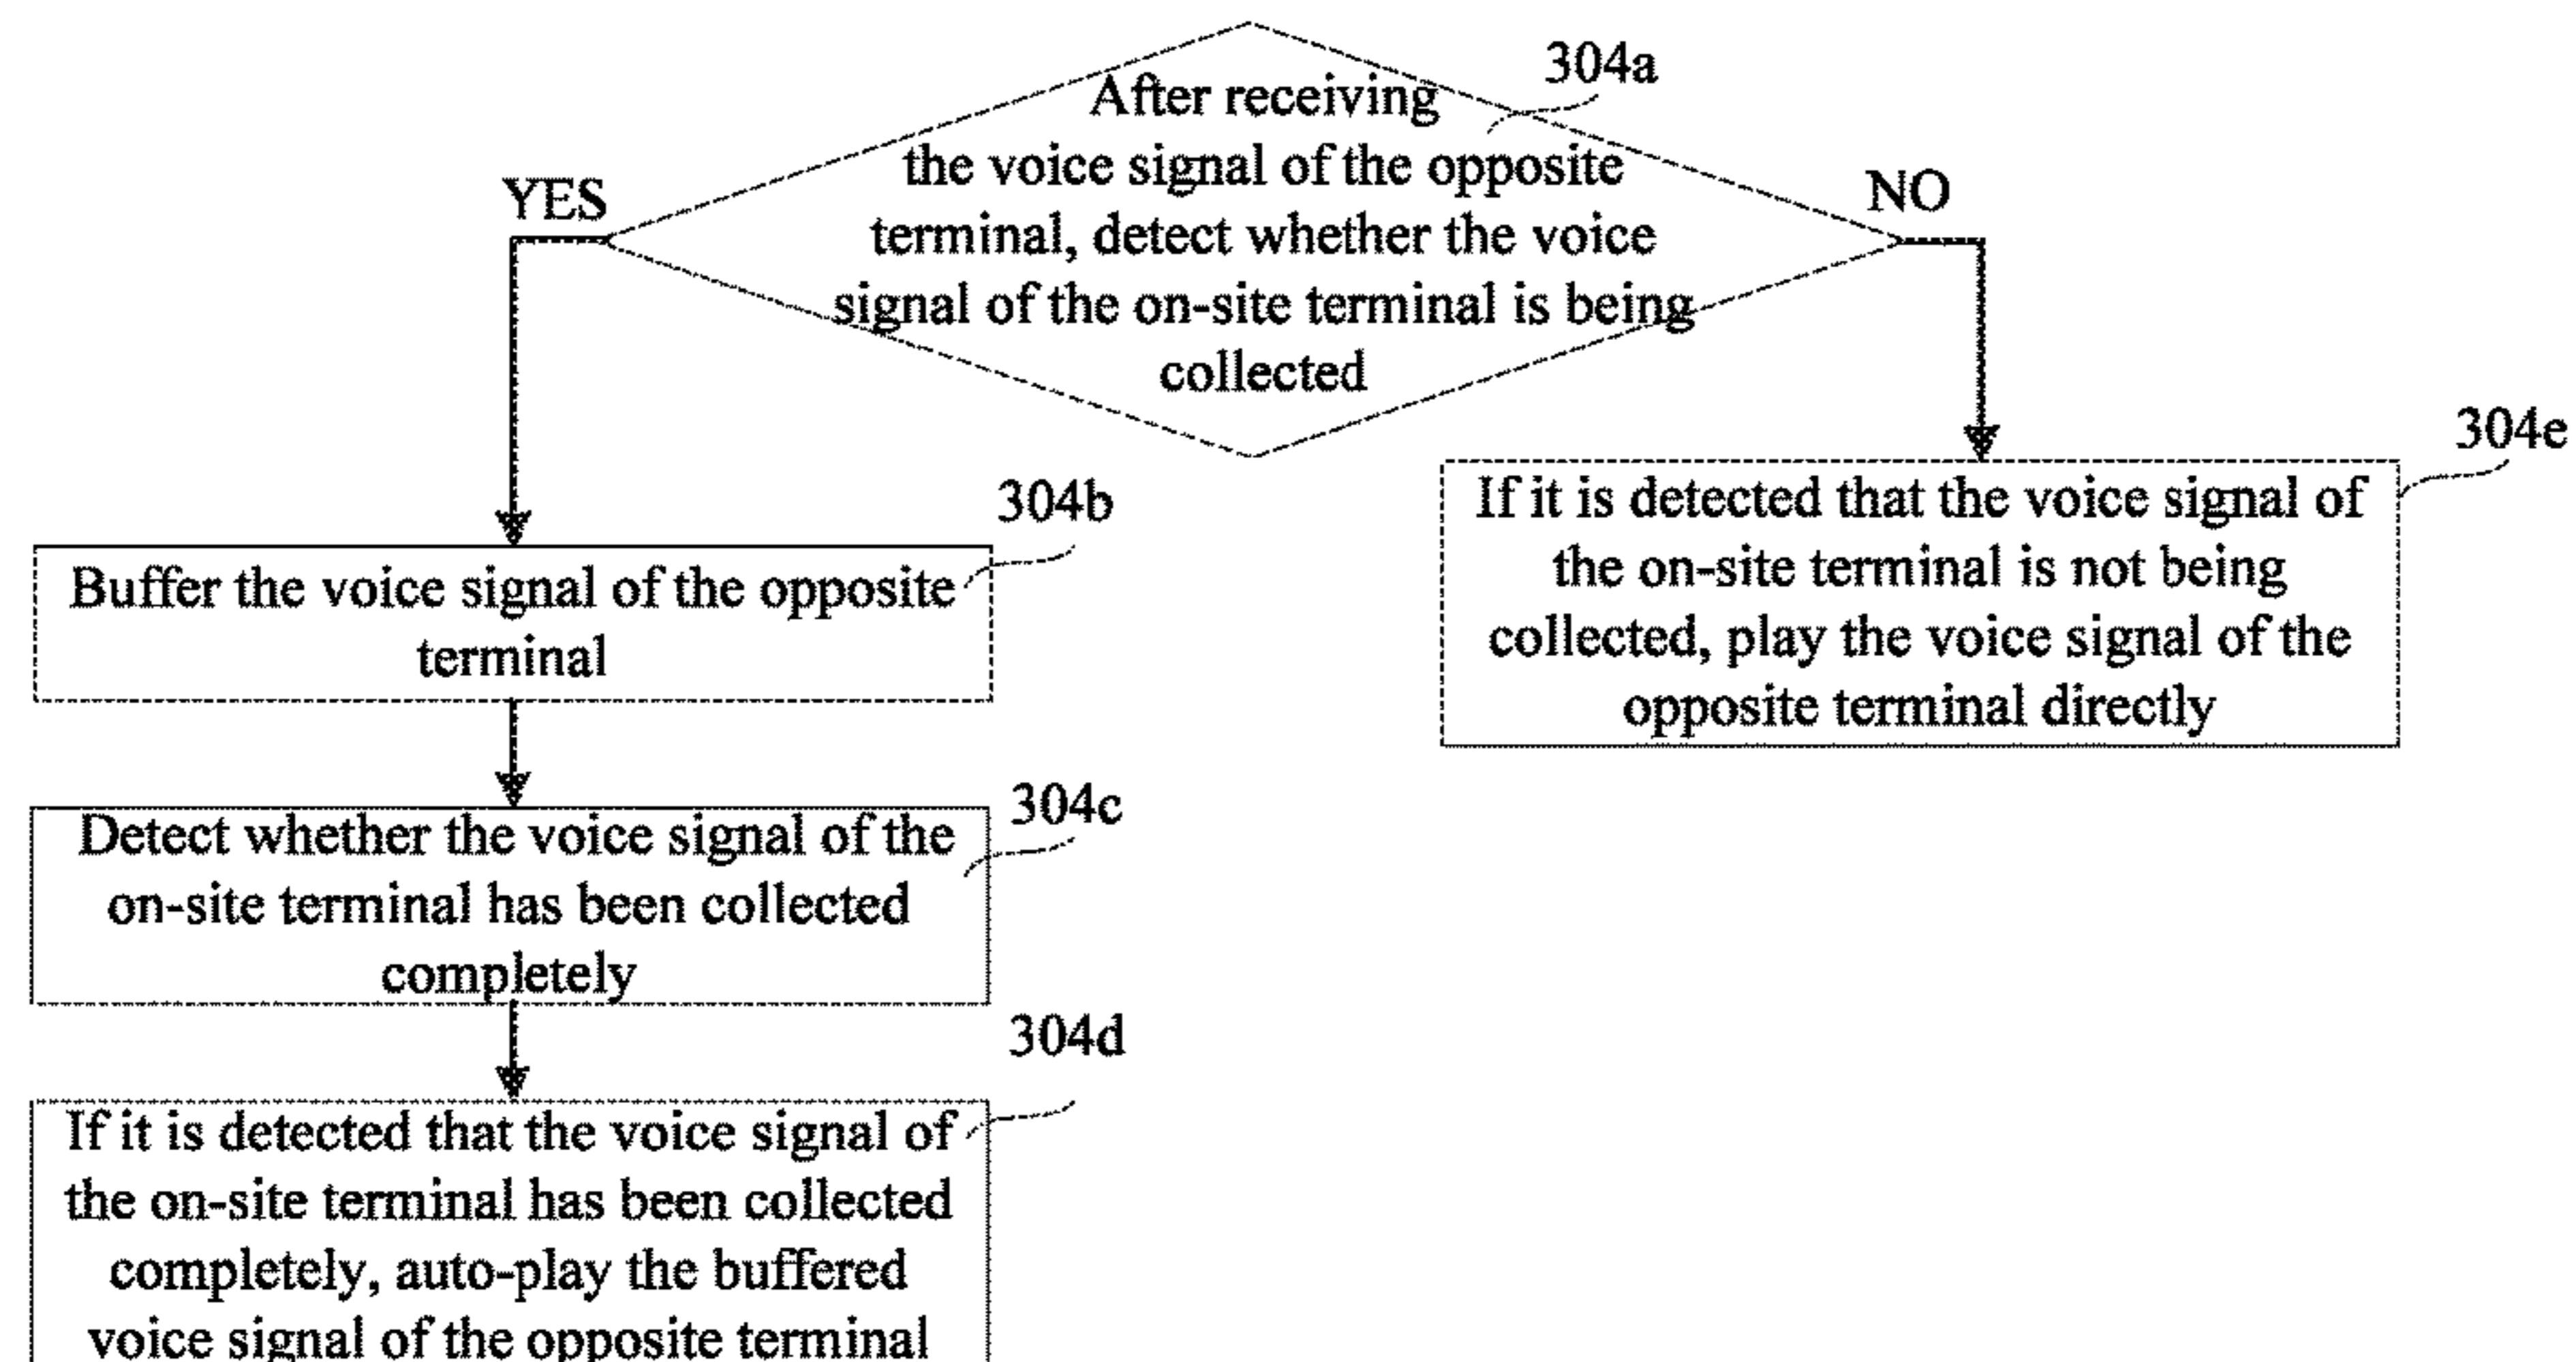 304a
After receiving
the voice signal of the opposite
terminal, detect whether the voice
signal of the on-site terminal is being
collected
YES
NO
304b
Buffer the voice signal of the opposite
terminal
304e
If it is detected that the voice signal of
the on-site terminal is not being
collected, play the voice signal of the
opposite terminal directly
304c
Detect whether the voice signal of the
on-site terminal has been collected
completely
304d
If it is detected that the voice signal of
the on-site terminal has been collected
completely, auto-play the buffered
voice signal of the opposite terminal